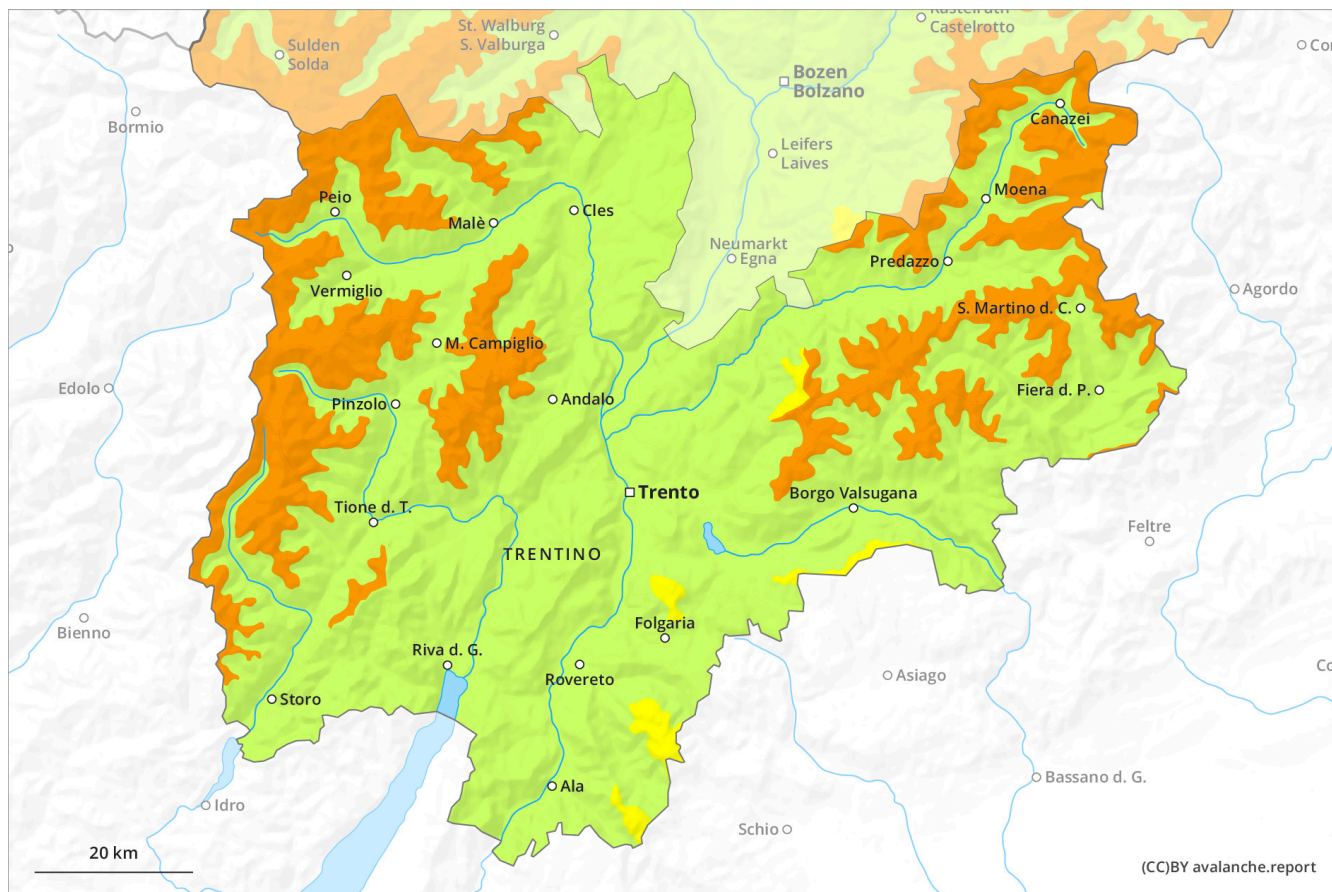 St. Walburg
S. Valburga
Castelrotto
Sulden
Solda
Bozen
Bolzano
Bormio
Canazei
Leifers
Laives
Moena
Peio
Malè
Cles
Neumarkt
Egna
Predazzo
Vermiglio
Agordo
S. Martino d. C.
M. Campiglio
Edolo
Pinzolo
Andalo
Fiera d. P.
Trento
Borgo Valsugana
Tione d. T.
Feltre
TRENTINO
Bienno
Folgaria
Riva d. G.
Rovereto
Asiago
Storo
Bassano d. G.
Ala
Idro
Schio
20 km
(CC)BY avalanche.report